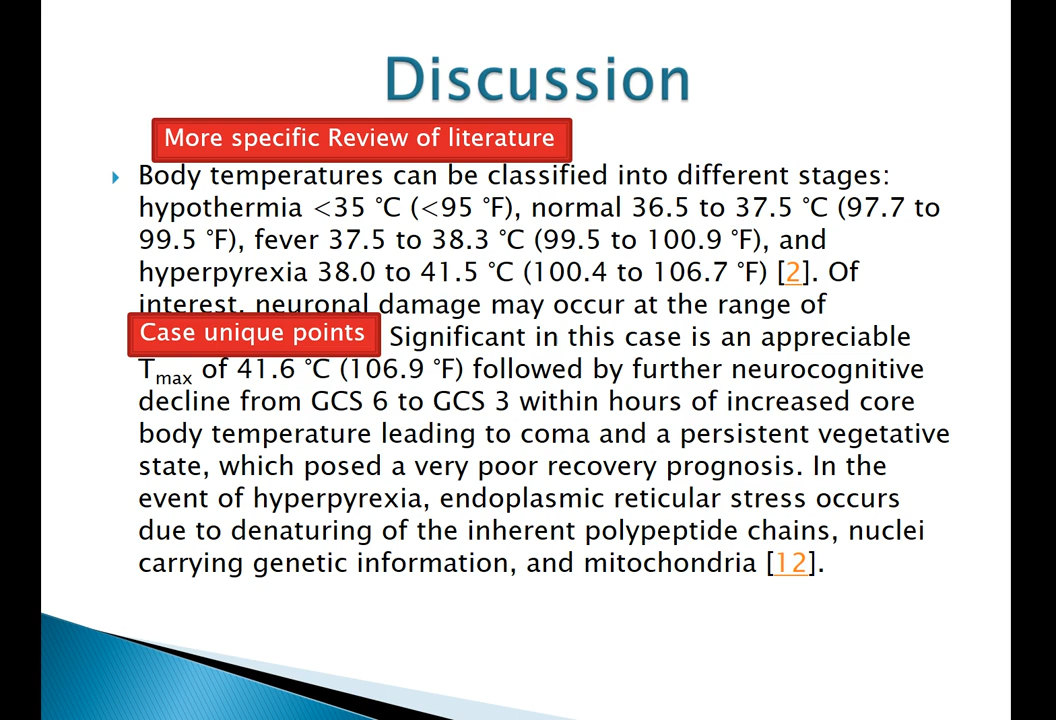 Discussion
More specific Review of literature
Body temperatures can be classified into different stages:
hypothermia <35 °C (<95 °F), normal 36.5 to 37.5 °C (97.7 to
99.5 °F), fever 37.5 to 38.3 °C (99.5 to 100.9 °F), and
hyperpyrexia 38.0 to 41.5 °C (100.4 to 106.7 °F) [2]. Of
interest, neuronal damage may occur at the range of
Case unique points
Significant in this case is an appreciable
Tmax of 41.6 °C (106.9 °F) followed by further neurocognitive
decline from GCS 6 to GCS 3 within hours of increased core
body temperature leading to coma and a persistent vegetative
state, which posed a very poor recovery prognosis. In the
event of hyperpyrexia, endoplasmic reticular stress occurs
due to denaturing of the inherent polypeptide chains, nuclei
carrying genetic information, and mitochondria [12].